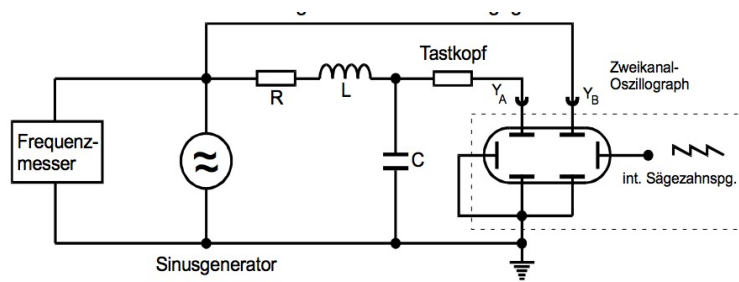 Tastkopf
Zweikanal-
Oszillograph
Y_A
Y_B
R
L
Frequenz-
messer
C
int. Sägezahnspg.
Sinusgenerator